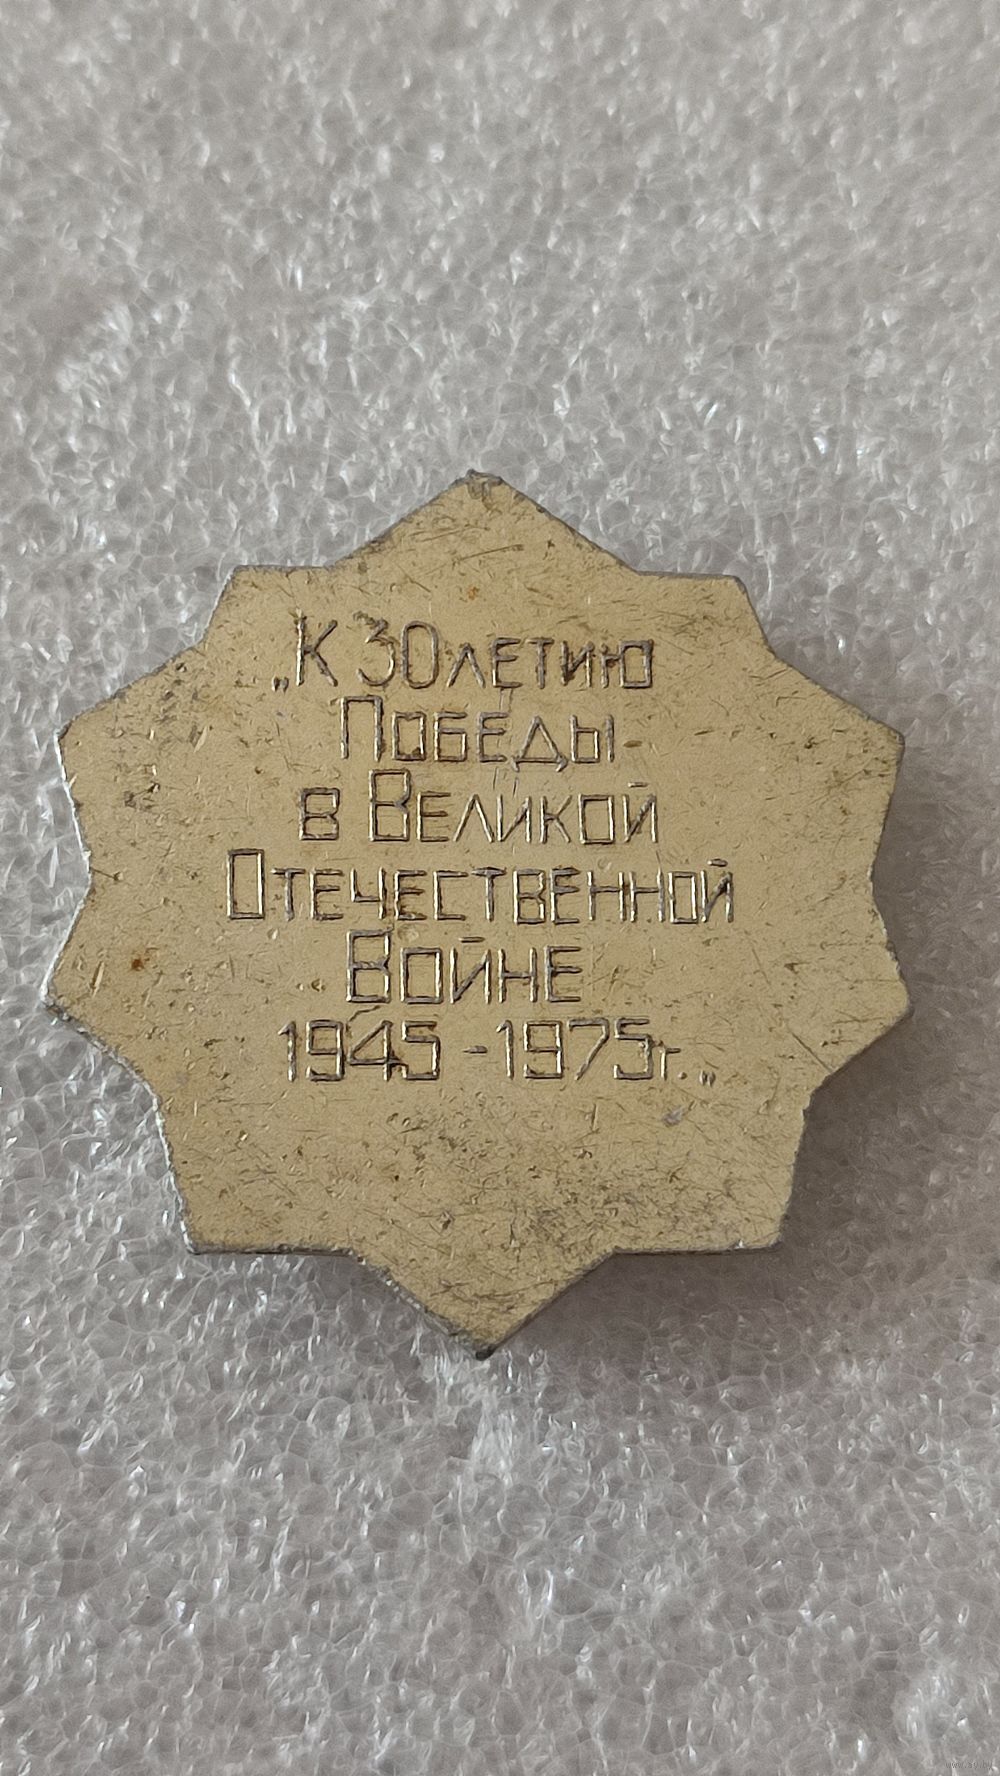 „К 30летию
Победы
в Великой
Отечественной
Войне
1945 - 1975г.„